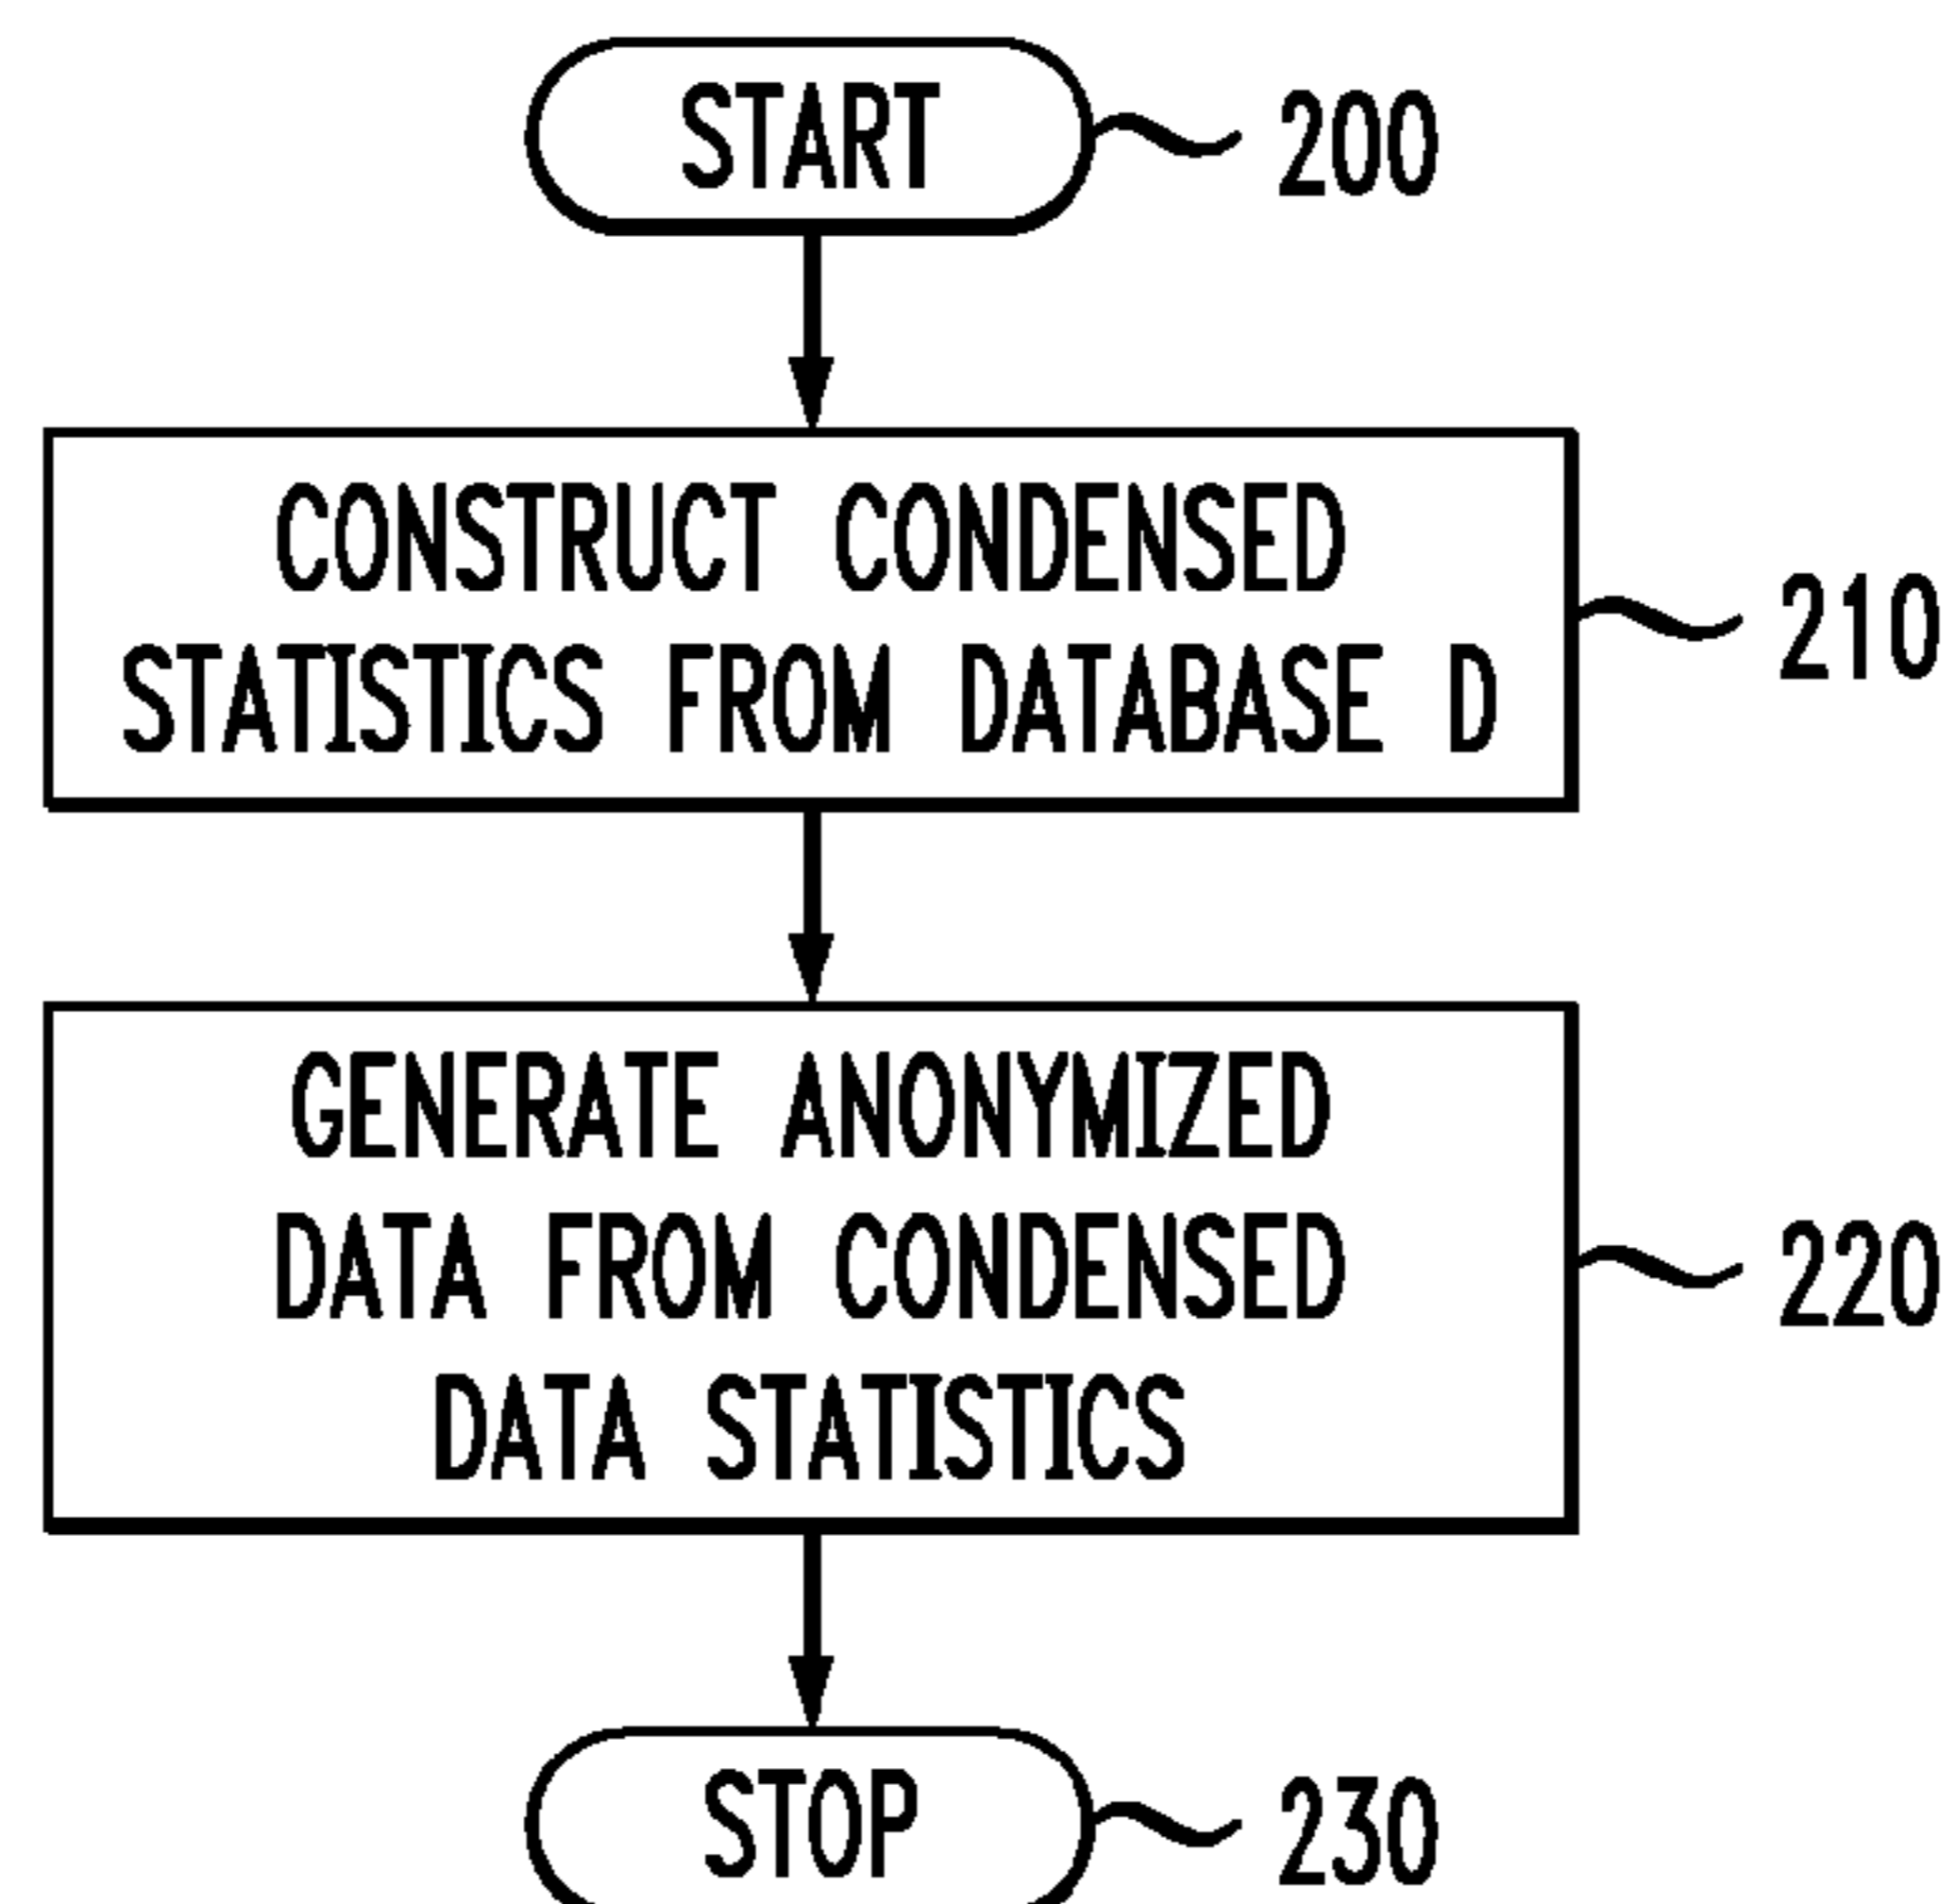 START
200
CONSTRUCT CONDENSED
STATISTICS FROM DATABASE D
210
GENERATE ANONYMIZED
DATA FROM CONDENSED
DATA STATISTICS
220
STOP
230